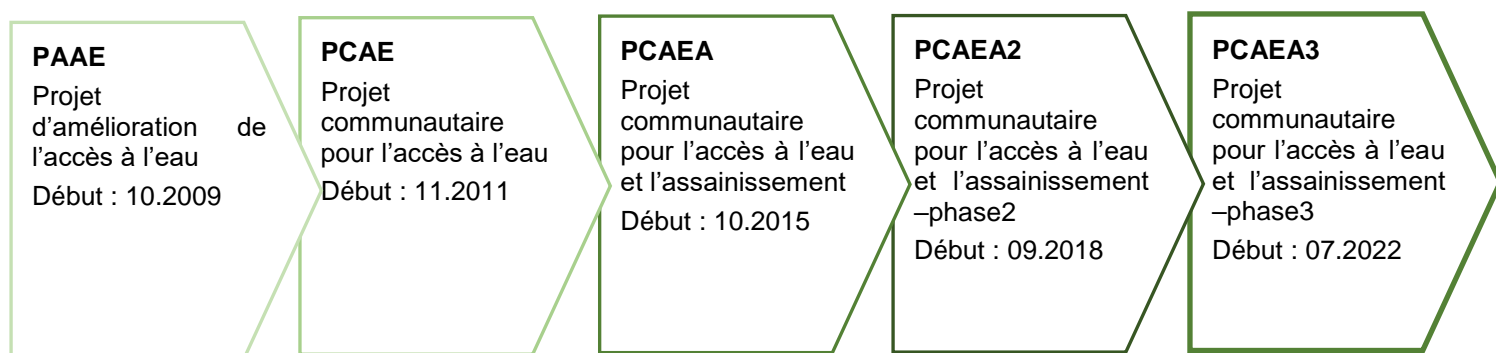 PAAE
Projet
d'amélioration de
l'accès à l'eau
Début : 10.2009
PCAE
Projet
communautaire
pour l'accès à l'eau
Début : 11.2011
PCAEA
Projet
communautaire
pour l'accès à l'eau
et l'assainissement
Début : 10.2015
PCAEA2
Projet
communautaire
pour l'accès à l'eau
et l'assainissement
–phase2
Début : 09.2018
PCAEA3
Projet
communautaire
pour l'accès à l'eau
et l'assainissement
–phase3
Début : 07.2022